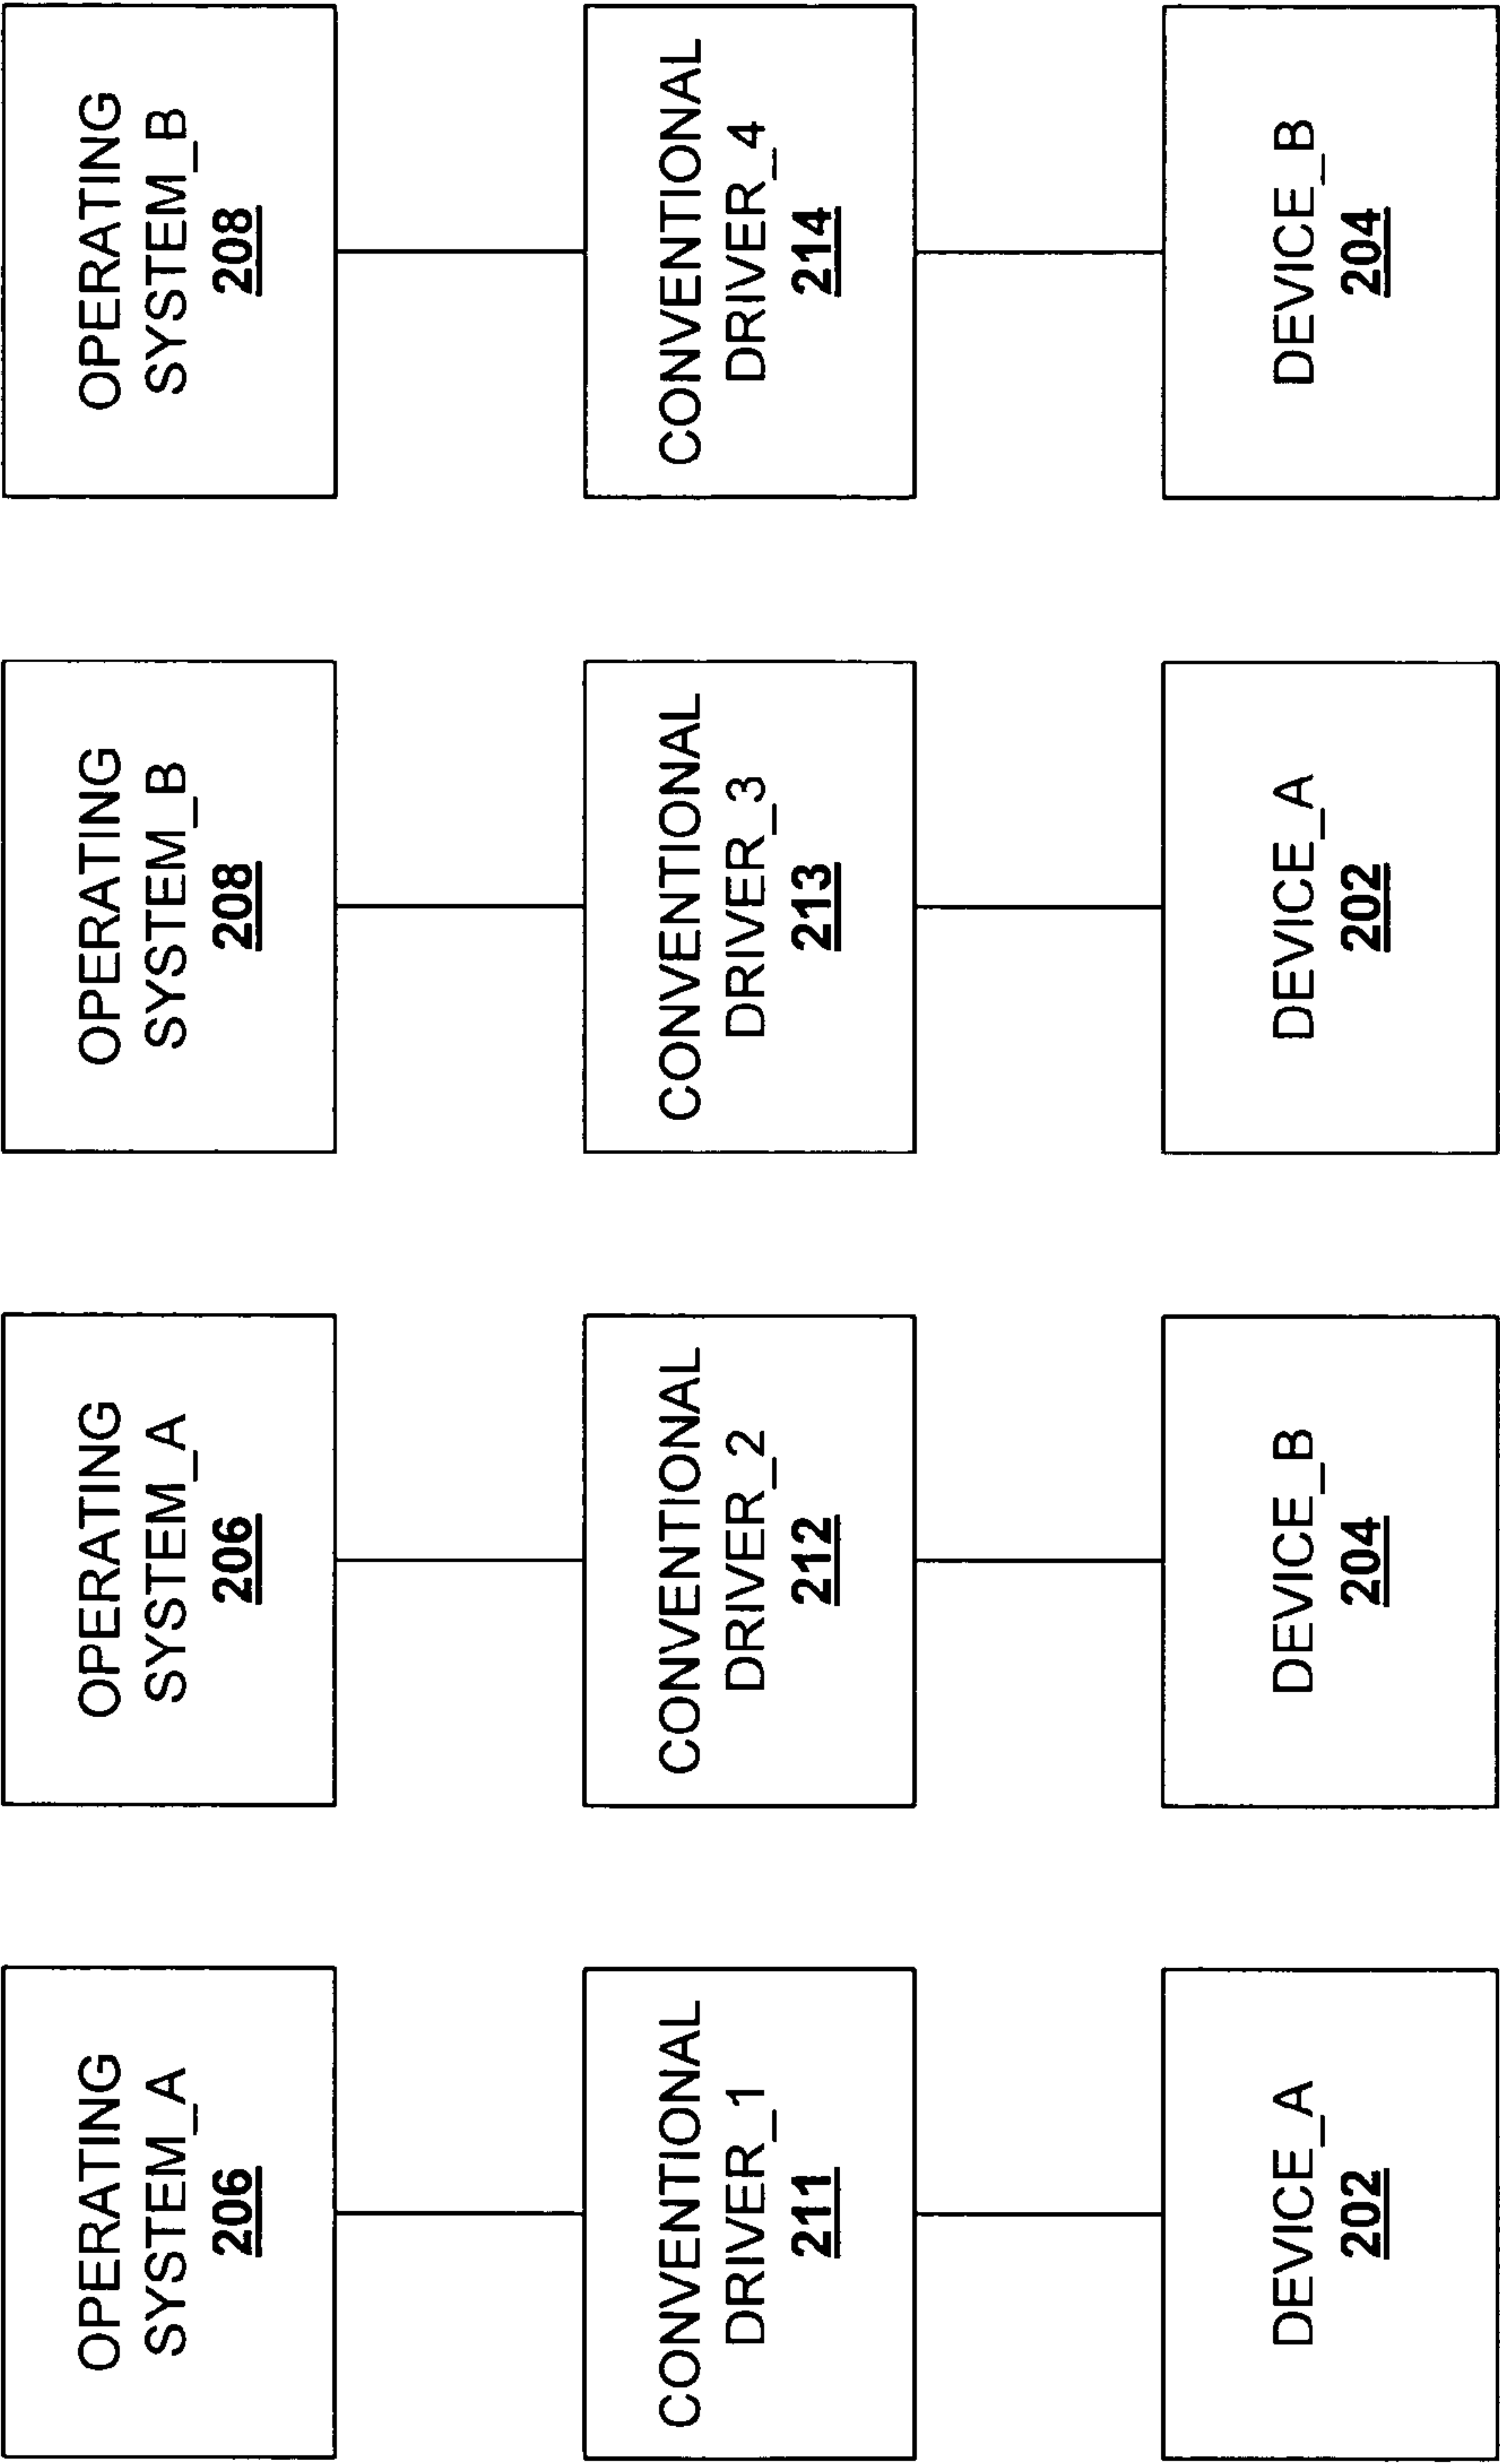 OPERATING
SYSTEM_A
206
OPERATING
SYSTEM_A
206
OPERATING
SYSTEM_B
208
OPERATING
SYSTEM_B
208
CONVENTIONAL
DRIVER_1
211
CONVENTIONAL
DRIVER_2
212
CONVENTIONAL
DRIVER_3
213
CONVENTIONAL
DRIVER_4
214
DEVICE_A
202
DEVICE_B
204
DEVICE_A
202
DEVICE_B
204